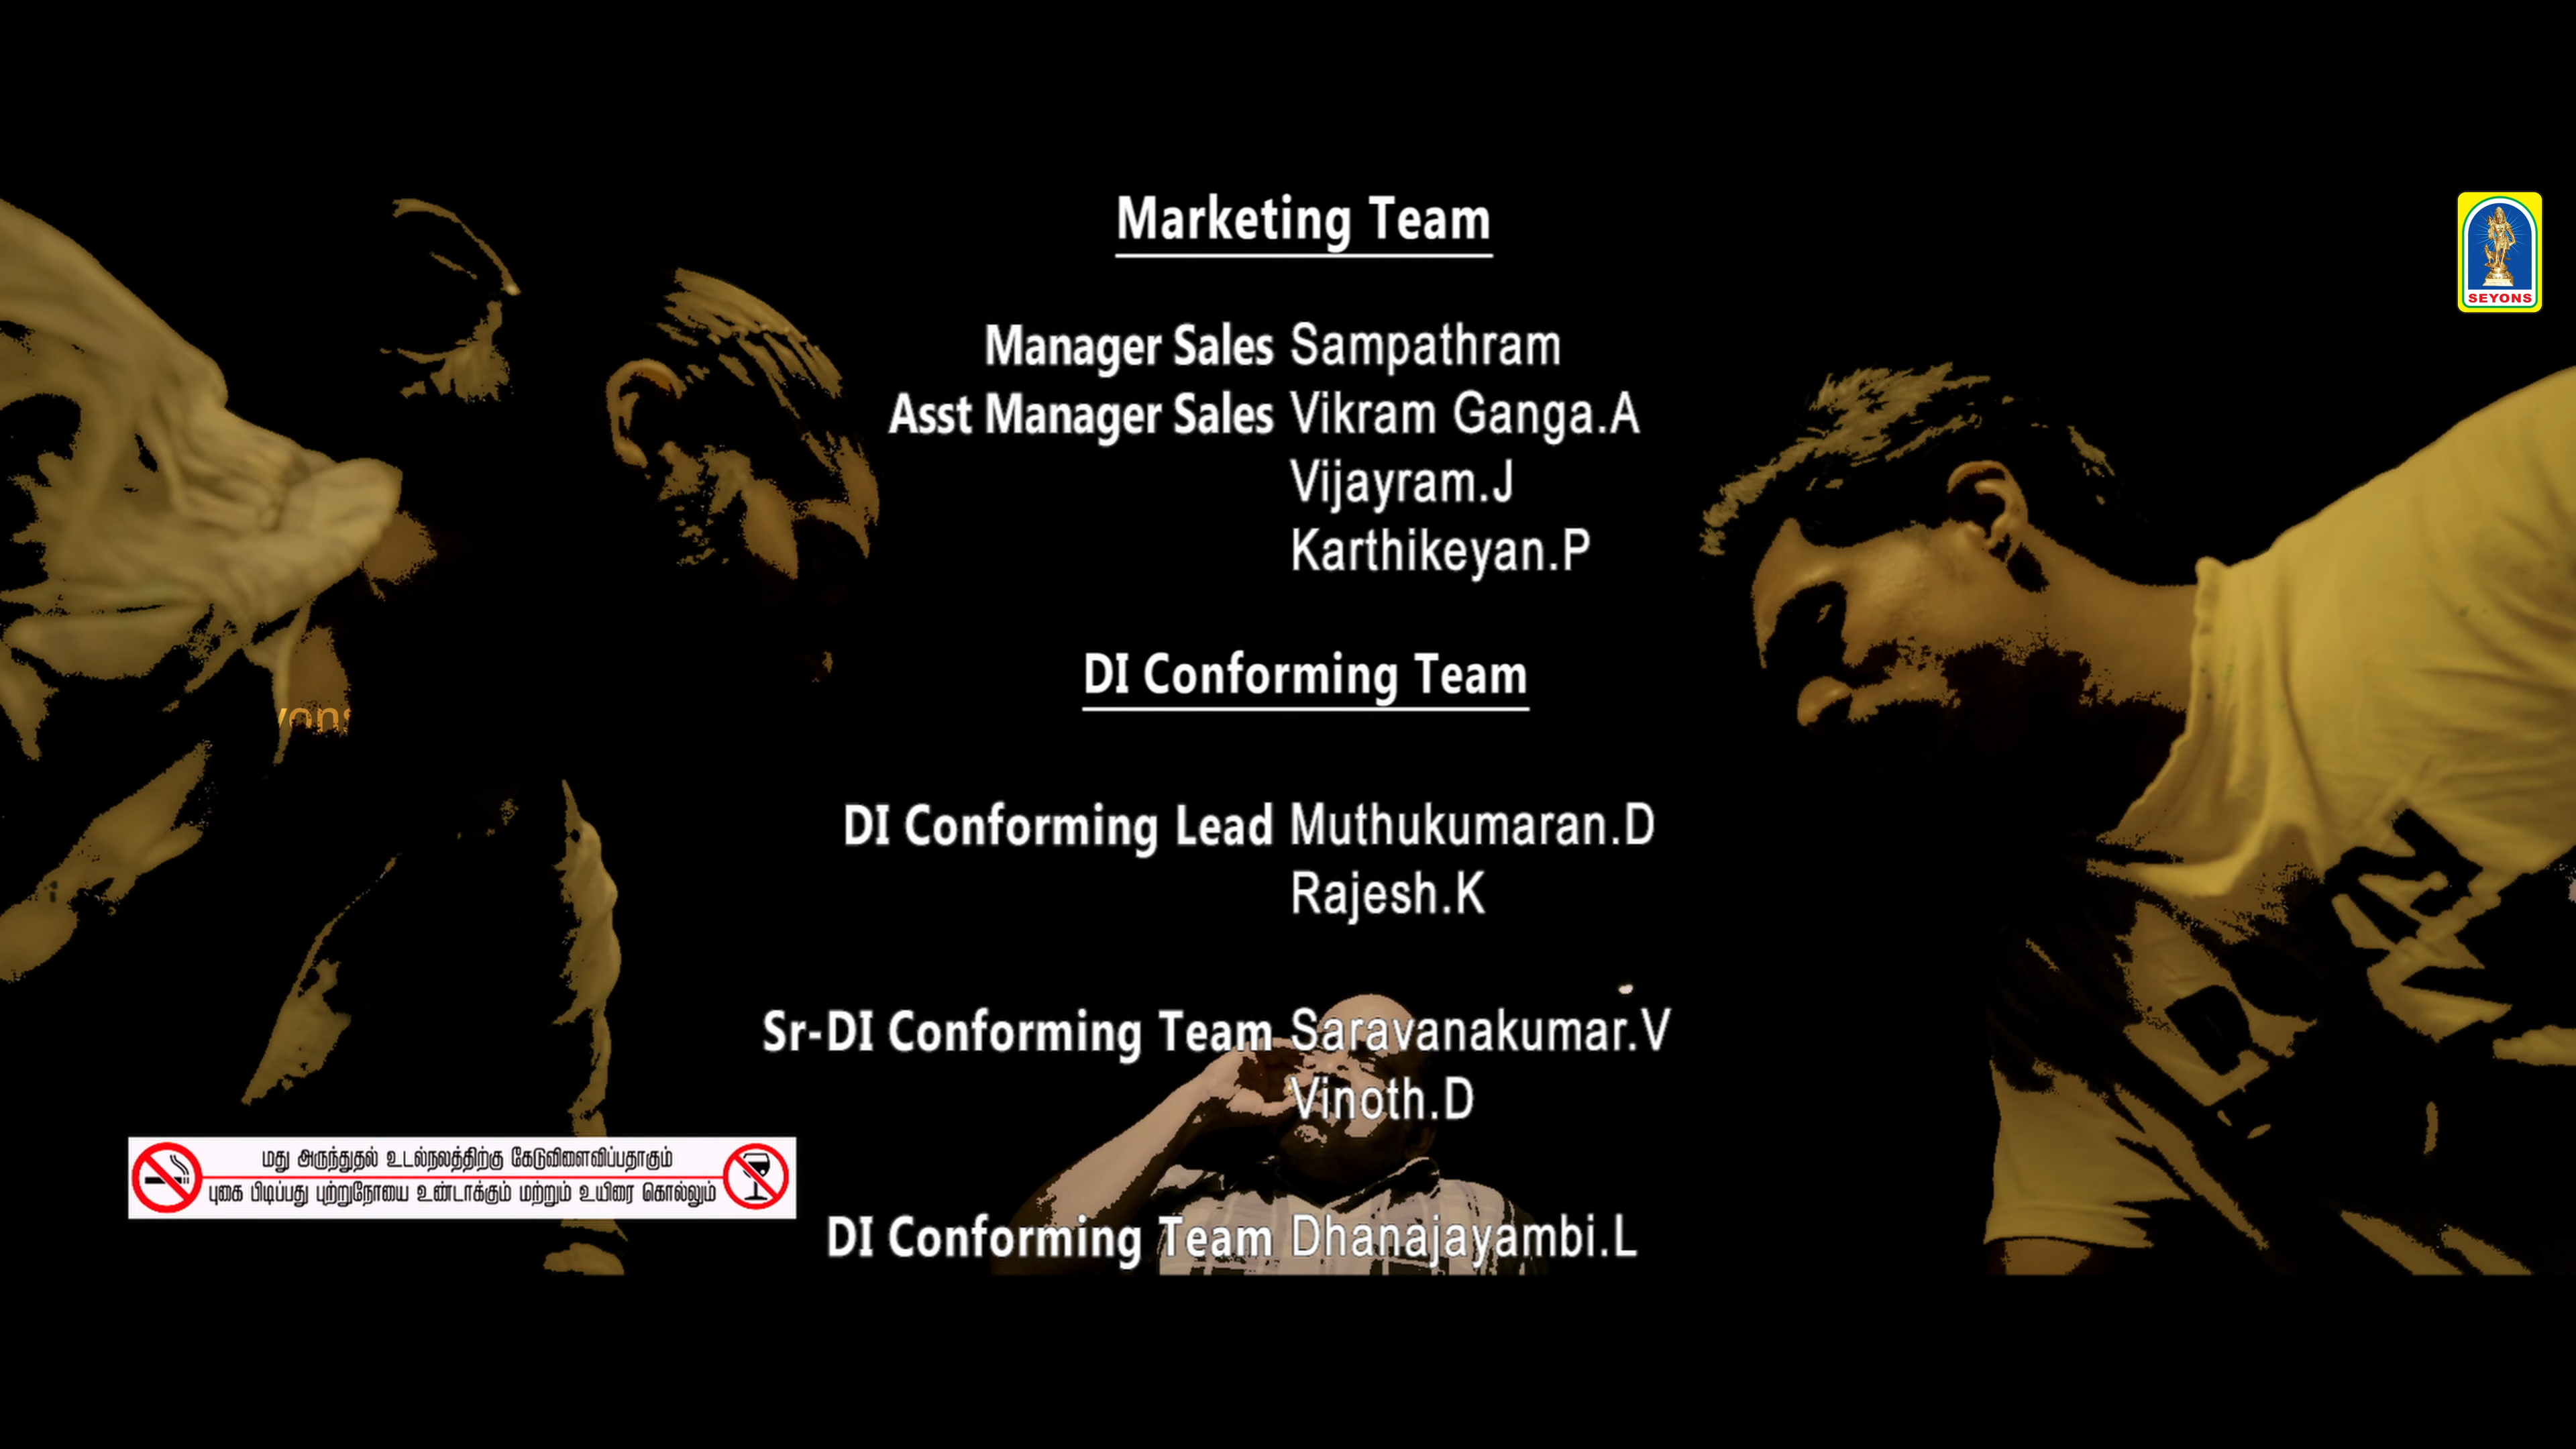 Marketing Team
SEYONS
Manager Sales Sampathram
Asst Manager Sales Vikram Ganga.A
Vijayram.J
Karthikeyan.P
DI Conforming Team
yons
DI Conforming Lead Muthukumaran.D
Rajesh.K
Sr-DI Conforming Team Saravanakumar.V
Vinoth.D
மது அருந்துதல் உடல்நலத்திற்கு கேடுவிளைவிப்பதாகும்
புகை பிடிப்பது புற்றுநோயை உண்டாக்கும் மற்றும் உயிரை கொல்லும்
DI Conforming Team Dhanajayambi.L